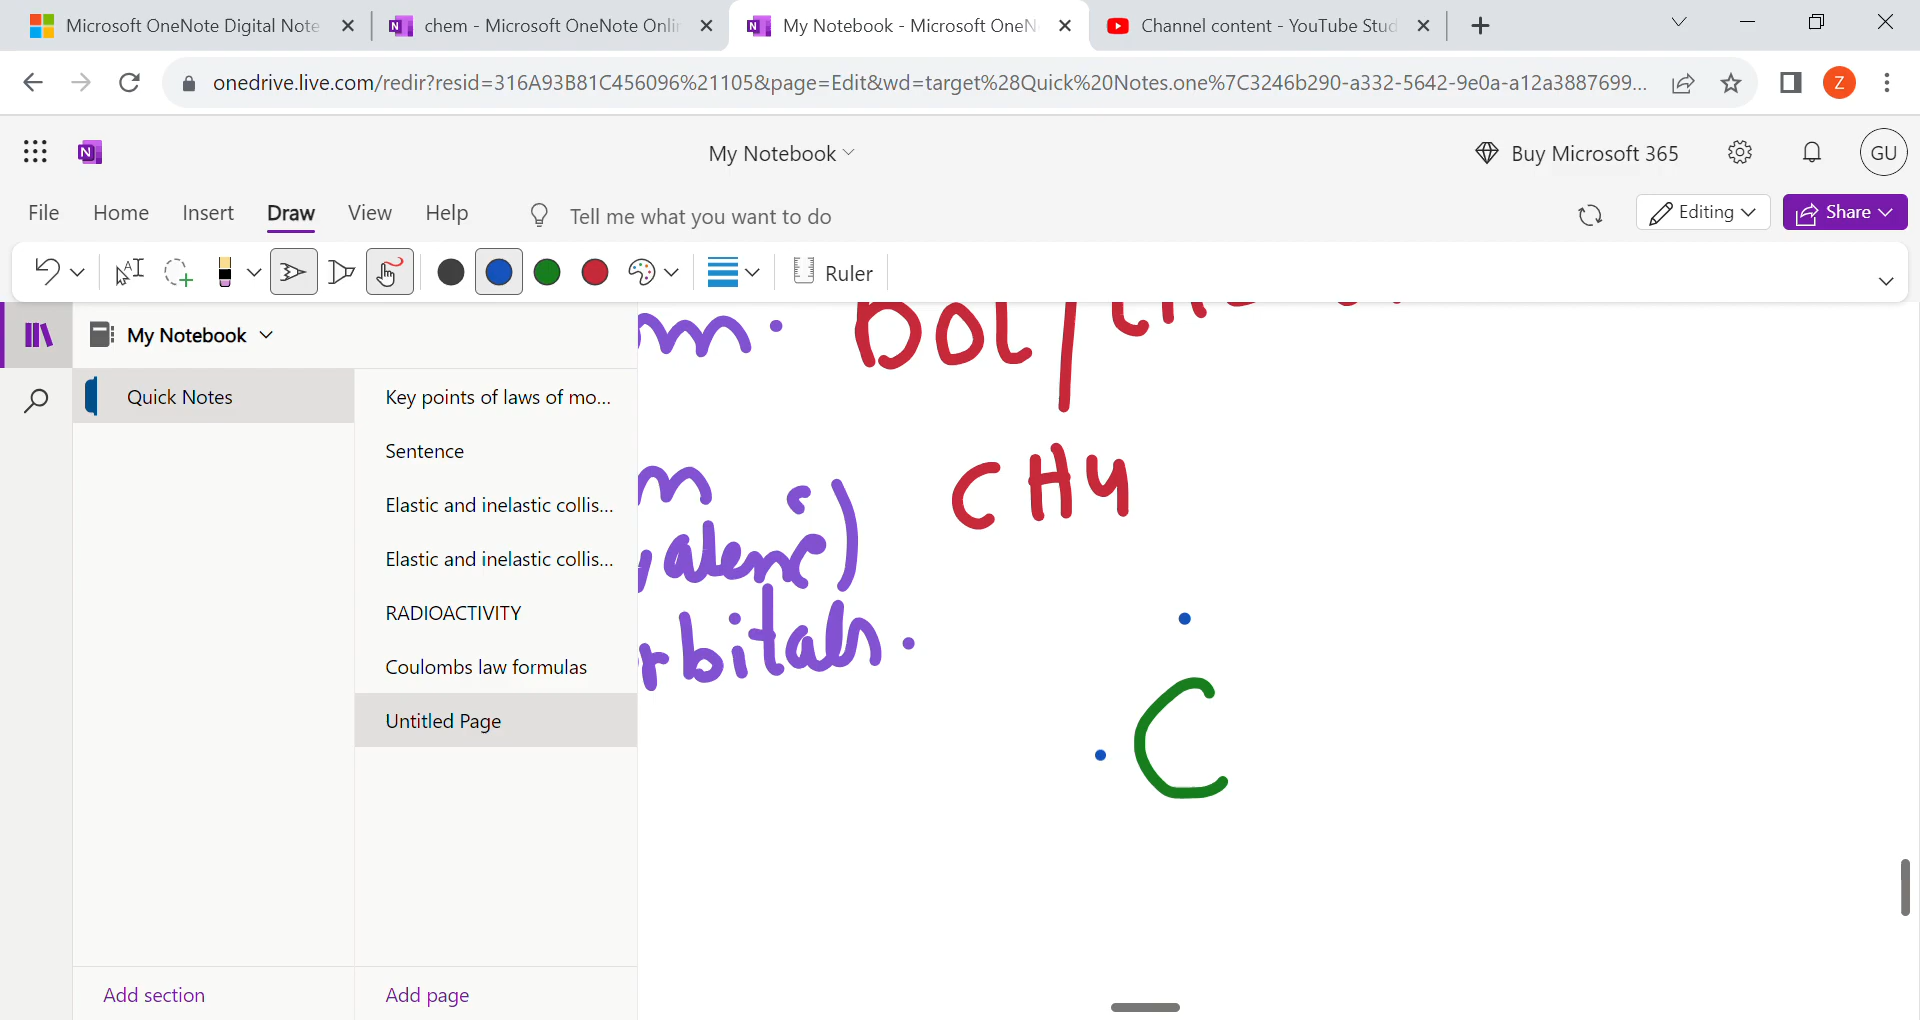 Microsoft OneNote Digital Note
chem - Microsoft OneNote Onli
My Notebook - Microsoft OneN
Channel content - YouTube Stud
onedrive.live.com/redir?resid=316A93B81C456096%21105&page=Edit&wd=target%28Quick%20Notes.one%7C3246b290-a332-5642-9e0a-a12a3887699...
Z
N
My Notebook
Buy Microsoft 365
GU
File Home Insert Draw View Help
Tell me what you want to do
Editing
Share
Ruler
My Notebook
Quick Notes
Key points of laws of mo...
Sentence
Elastic and inelastic collis...
Elastic and inelastic collis...
RADIOACTIVITY
Coulombs law formulas
Untitled Page
CH4
C
Add section
Add page